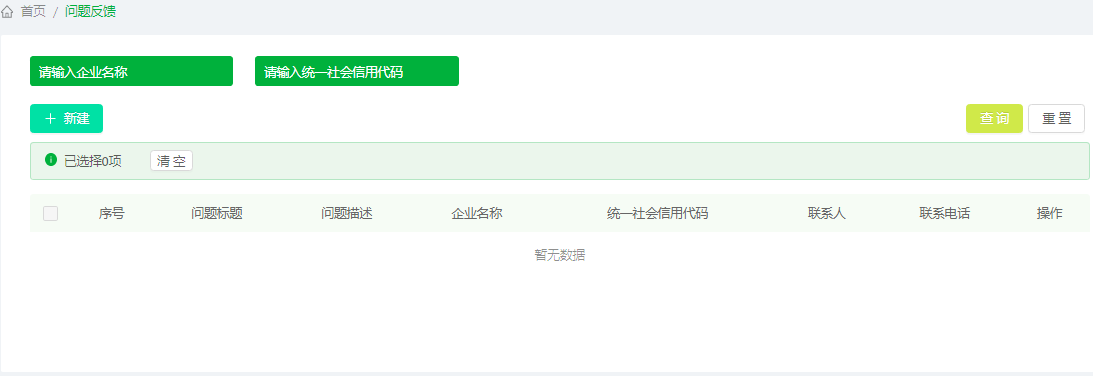 首页 / 问题反馈
请输入企业名称 请输入统一社会信用代码
新建 查询 重置
已选择0项 清空
序号 问题标题 问题描述 企业名称 统一社会信用代码 联系人 联系电话 操作
暂无数据